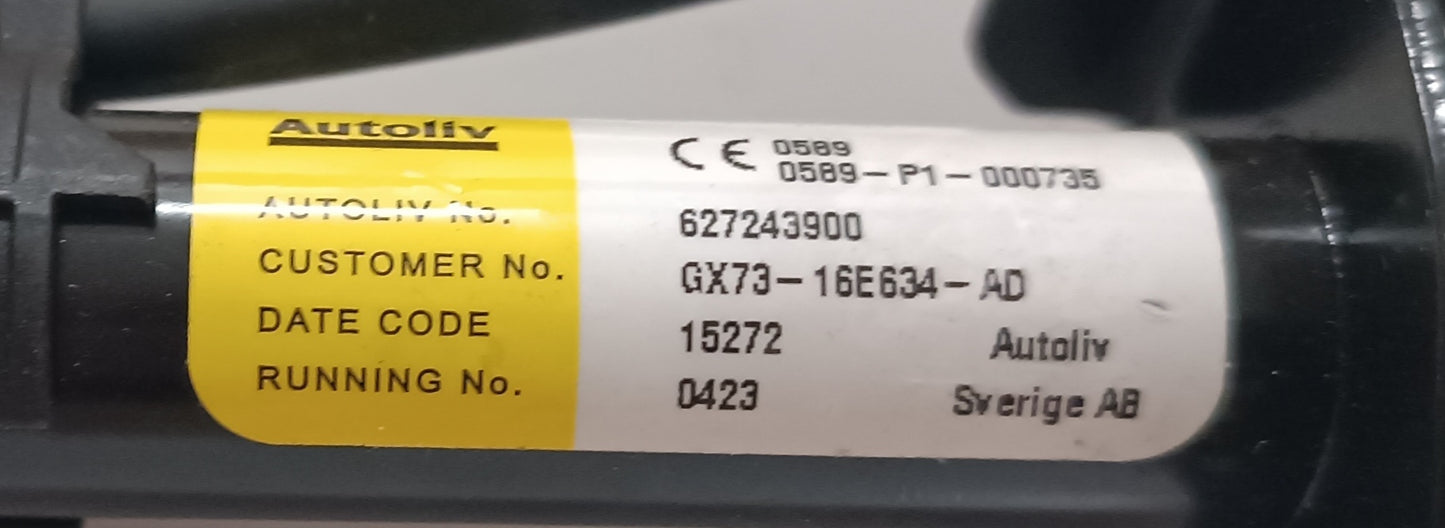 Autoliv
CE 0589
0589-P1-000735
AUTOLIV No. 627243900
CUSTOMER No. GX73-16E634-AD
DATE CODE 15272 Autoliv
RUNNING No. 0423 Sverige AB